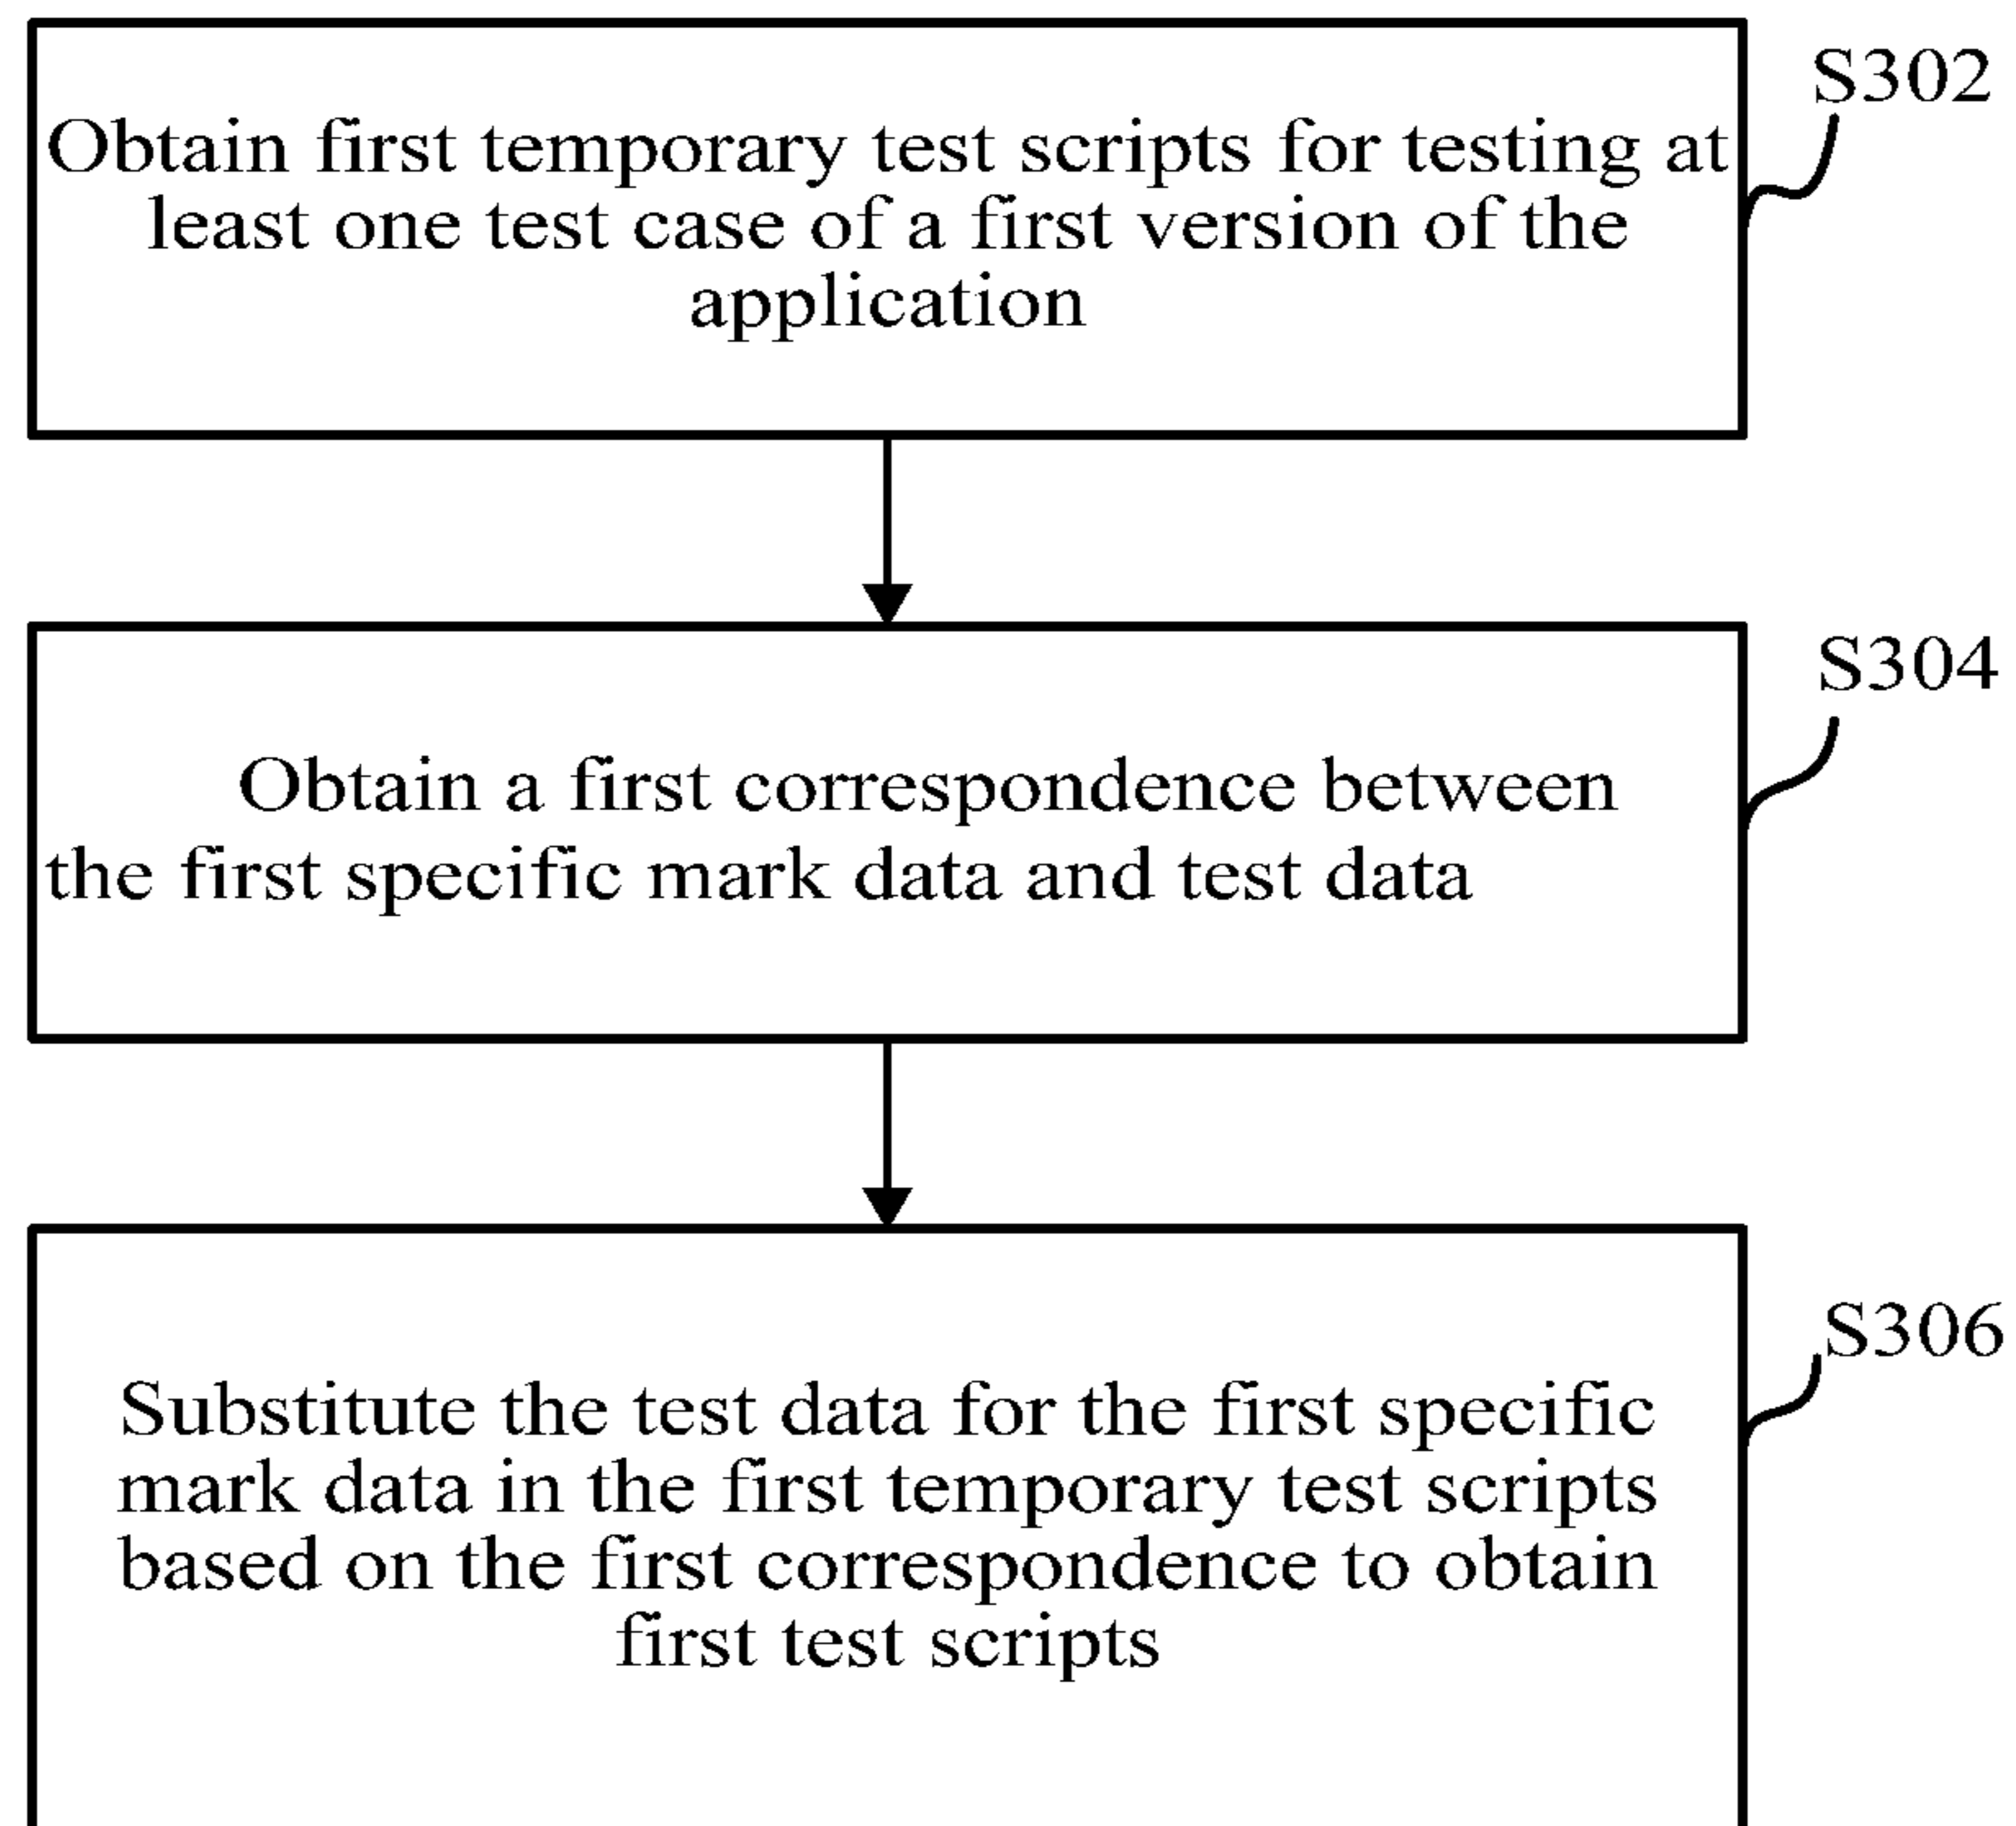 S302
Obtain first temporary test scripts for testing at
least one test case of a first version of the
application
S304
Obtain a first correspondence between
the first specific mark data and test data
S306
Substitute the test data for the first specific
mark data in the first temporary test scripts
based on the first correspondence to obtain
first test scripts